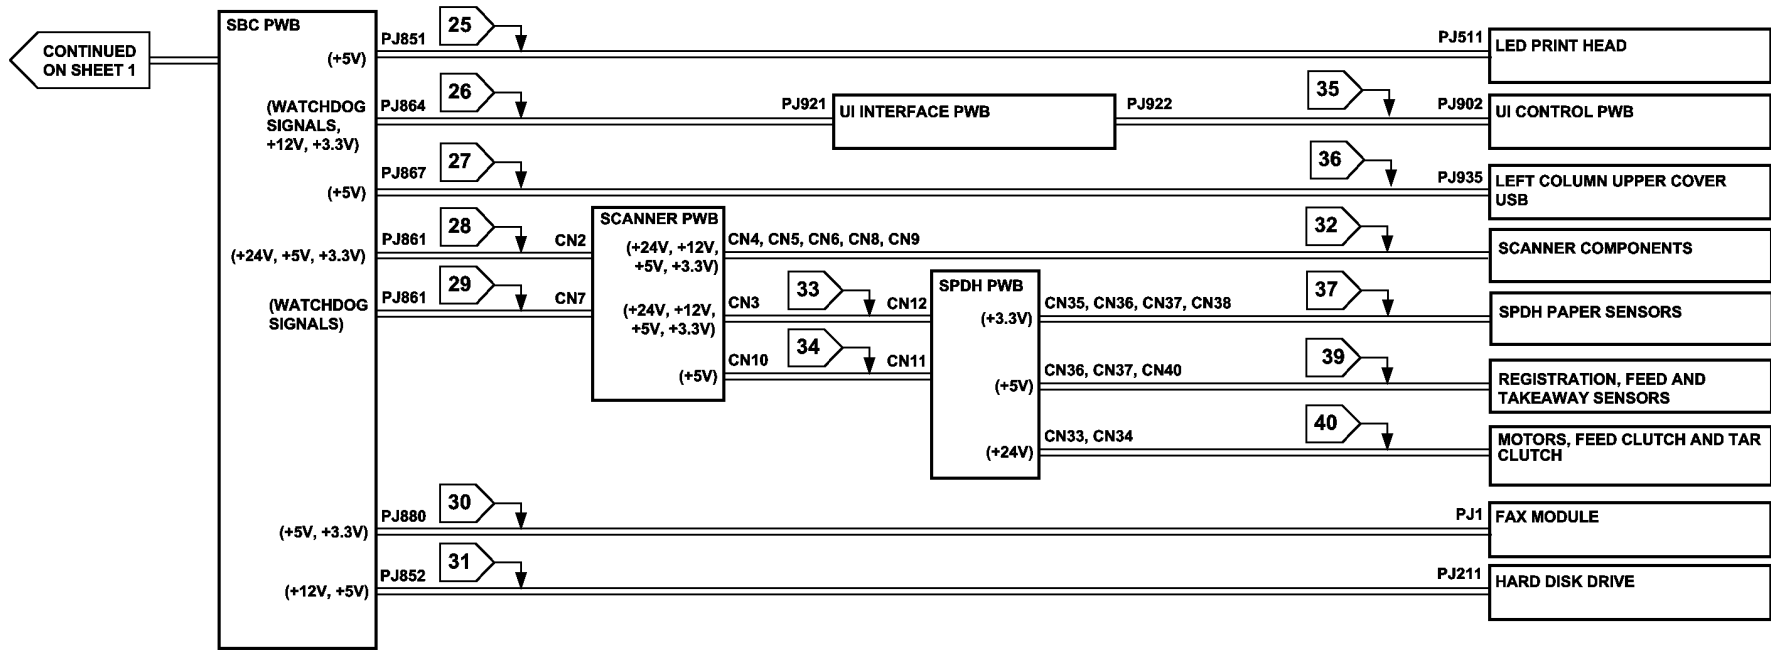 CONTINUED
ON SHEET 1
SBC PWB
(+5V)
PJ851
25
PJ511
LED PRINT HEAD
(WATCHDOG
SIGNALS,
+12V, +3.3V)
PJ864
26
PJ921
UI INTERFACE PWB
PJ922
35
PJ902
UI CONTROL PWB
(+5V)
PJ867
27
36
PJ935
LEFT COLUMN UPPER COVER
USB
(+24V, +5V, +3.3V)
PJ861
28
CN2
SCANNER PWB
(+24V, +12V,
+5V, +3.3V)
CN4, CN5, CN6, CN8, CN9
32
SCANNER COMPONENTS
(WATCHDOG
SIGNALS)
PJ861
29
CN7
(+24V, +12V,
+5V, +3.3V)
CN3
33
CN12
SPDH PWB
(+3.3V)
CN35, CN36, CN37, CN38
37
SPDH PAPER SENSORS
(+5V)
CN10
34
CN11
(+5V)
CN36, CN37, CN40
39
REGISTRATION, FEED AND
TAKEAWAY SENSORS
(+24V)
CN33, CN34
40
MOTORS, FEED CLUTCH AND TAR
CLUTCH
(+5V, +3.3V)
PJ880
30
PJ1
FAX MODULE
(+12V, +5V)
PJ852
31
PJ211
HARD DISK DRIVE